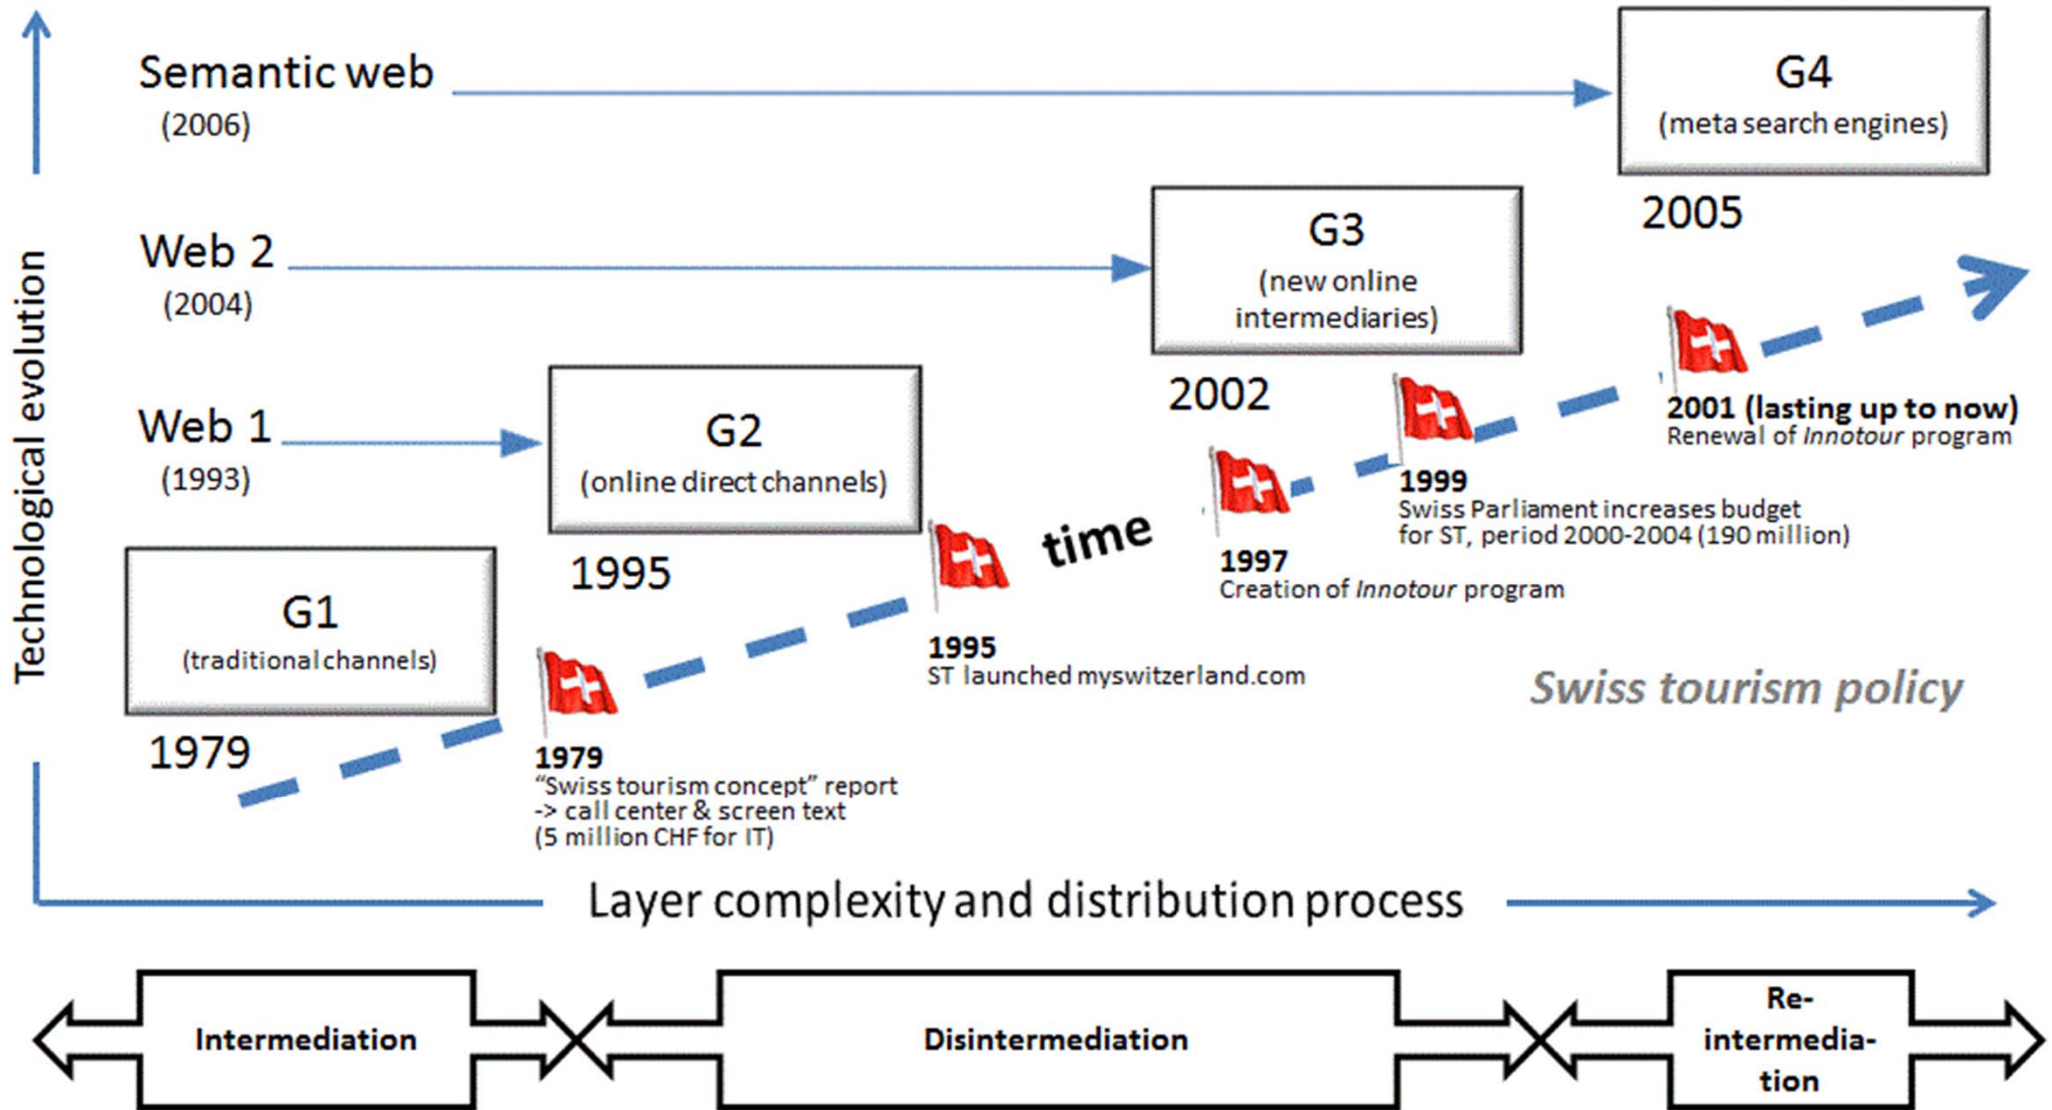 Technological evolution
Semantic web
(2006)
G4
(meta search engines)
2005
Web 2
(2004)
G3
(new online
intermediaries)
2002
Web 1
(1993)
G2
(online direct channels)
1995
G1
(traditional channels)
1979
time
1979
“Swiss tourism concept” report
-> call center & screen text
(5 million CHF for IT)
1995
ST launched myswitzerland.com
1997
Creation of Innotour program
1999
Swiss Parliament increases budget
for ST, period 2000-2004 (190 million)
2001 (lasting up to now)
Renewal of Innotour program
Swiss tourism policy
Layer complexity and distribution process
Intermediation
Disintermediation
Re-
intermedia-
tion